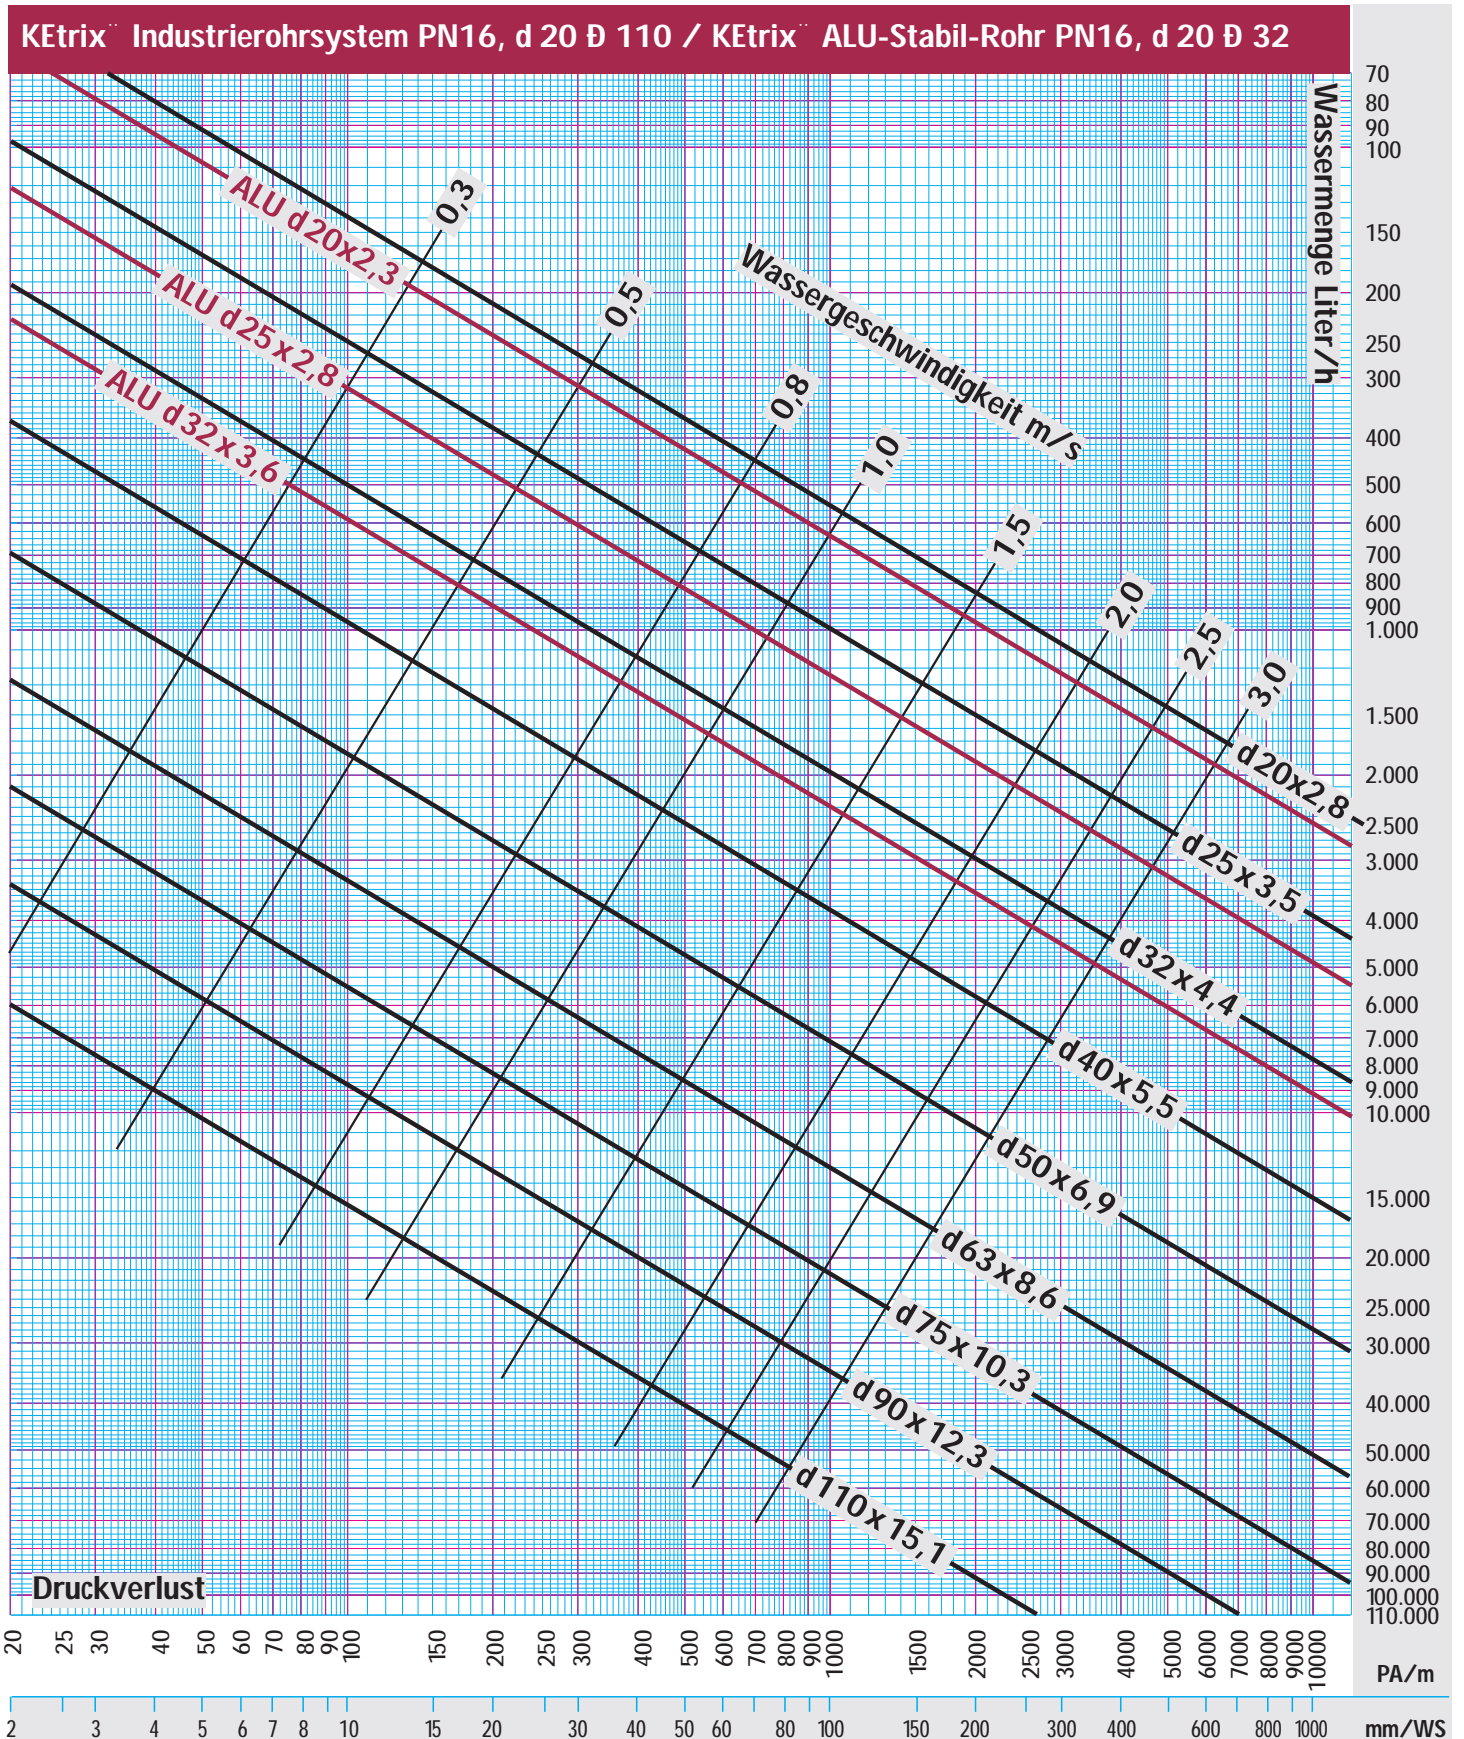 KEtrix¨ Industrierohrsystem PN16, d 20 Ð 110 / KEtrix¨ ALU-Stabil-Rohr PN16, d 20 Ð 32
Wassermenge Liter/h
70
80
90
100
150
200
250
300
400
500
600
700
800
900
1.000
1.500
2.000
2.500
3.000
4.000
5.000
6.000
7.000
8.000
9.000
10.000
15.000
20.000
25.000
30.000
40.000
50.000
60.000
70.000
80.000
90.000
100.000
110.000
ALU d20x2,3
ALU d25x2,8
ALU d32x3,6
Wassergeschwindigkeit m/s
0,3
0,5
0,8
1,0
1,5
2,0
2,5
3,0
d20x2,8
d25x3,5
d32x4,4
d40x5,5
d50x6,9
d63x8,6
d75x10,3
d90x12,3
d110x15,1
Druckverlust
20 25 30 40 50 60 70 80 90 100 150 200 250 300 400 500 600 700 800 900 1000 1500 2000 2500 3000 4000 5000 6000 7000 8000 9000 10000 PA/m
2 3 4 5 6 7 8 10 15 20 30 40 50 60 80 100 150 200 300 400 600 800 1000 mm/WS